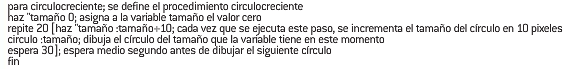 para circulocreciente; se define el procedimiento circulocreciente
haz "tamaño 0; asigna a la variable tamaño el valor cero
repite 20 [haz "tamaño :tamaño+10; cada vez que se ejecuta este paso, se incrementa el tamaño del círculo en 10 pixeles
circulo :tamaño; dibuja el círculo del tamaño que la variable tiene en este momento
espera 30]; espera medio segundo antes de dibujar el siguiente círculo
fin